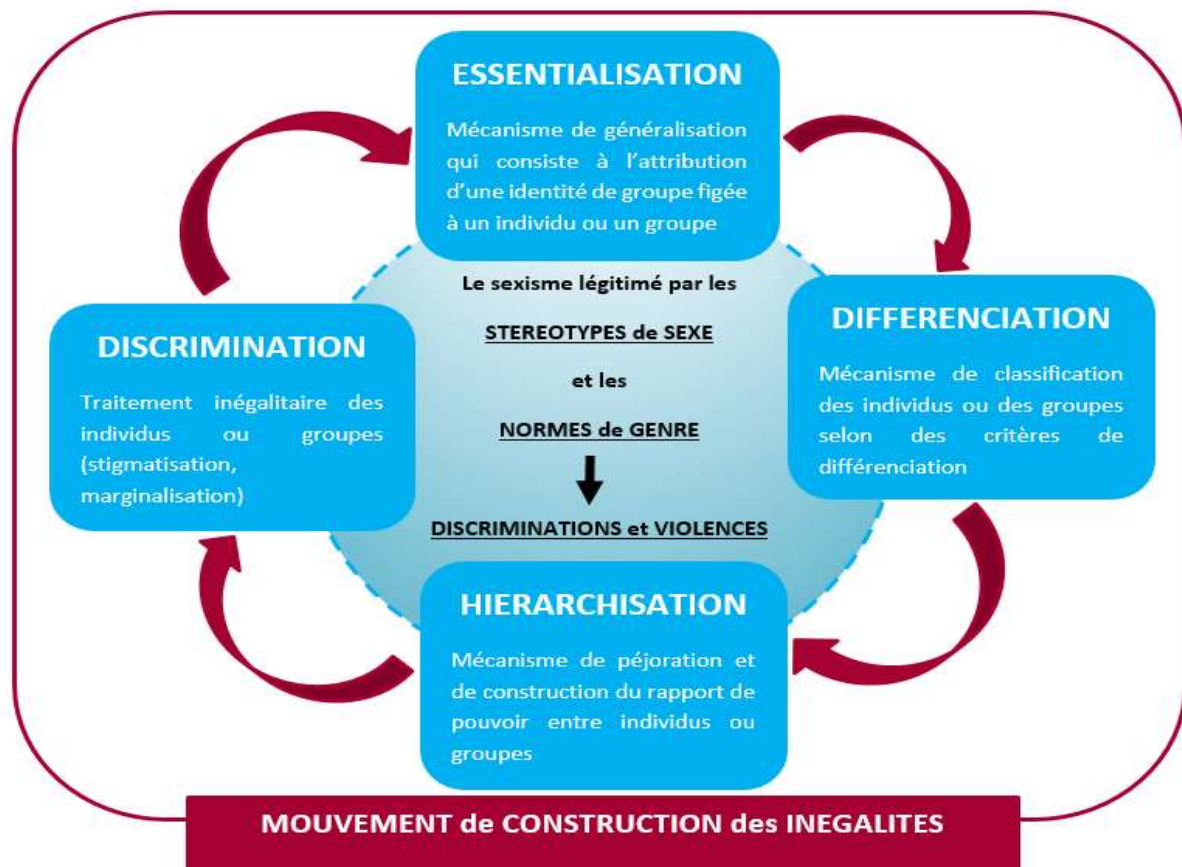 ESSENTIALISATION
Mécanisme de généralisation
qui consiste à l'attribution
d'une identité de groupe figée
à un individu ou un groupe
Le sexisme légitimé par les
STEREOTYPES de SEXE
et les
NORMES de GENRE
DISCRIMINATIONS et VIOLENCES
DIFFERENCIATION
Mécanisme de classification
des individus ou des groupes
selon des critères de
différenciation
HIERARCHISATION
Mécanisme de péjoration et
de construction du rapport de
pouvoir entre individus ou
groupes
DISCRIMINATION
Traitement inégalitaire des
individus ou groupes
(stigmatisation,
marginalisation)
MOUVEMENT de CONSTRUCTION des INEGALITES